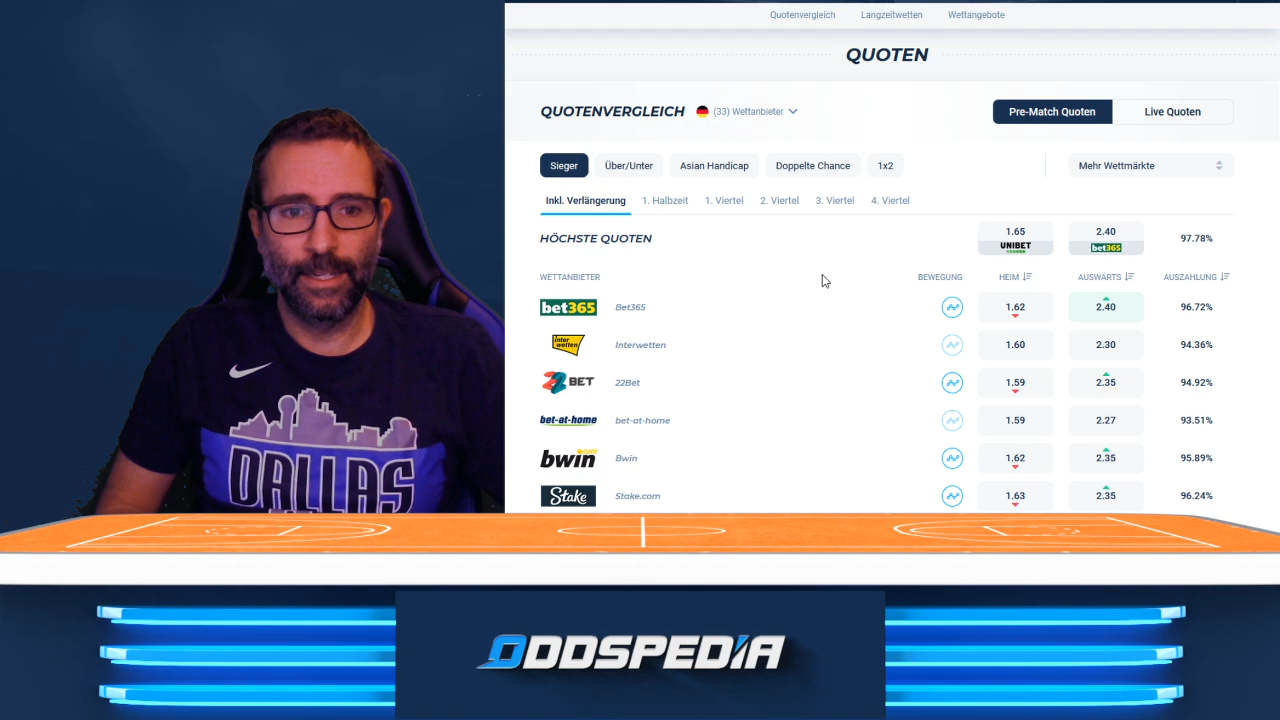 Quotenvergleich Langzeitwetten Wettangebote
QUOTEN
QUOTENVERGLEICH (33) Wettanbieter Pre-Match Quoten Live Quoten
Sieger Über/Unter Asian Handicap Doppelte Chance 1x2 Mehr Wettmärkte
Inkl. Verlängerung 1. Halbzeit 1. Viertel 2. Viertel 3. Viertel 4. Viertel
HÖCHSTE QUOTEN 1.65 UNIBET 2.40 bet365 97.78%
WETTANBIETER BEWEGUNG HEIM AUSWÄRTS AUSZAHLUNG
bet365 Bet365 1.62 2.40 96.72%
Inter wetten Interwetten 1.60 2.30 94.36%
22 BET 22Bet 1.59 2.35 94.92%
bet-at-home bet-at-home 1.59 2.27 93.51%
bwin.com Bwin 1.62 2.35 95.89%
Stake Stake.com 1.63 2.35 96.24%
DALLAS
ODDSPEDIA